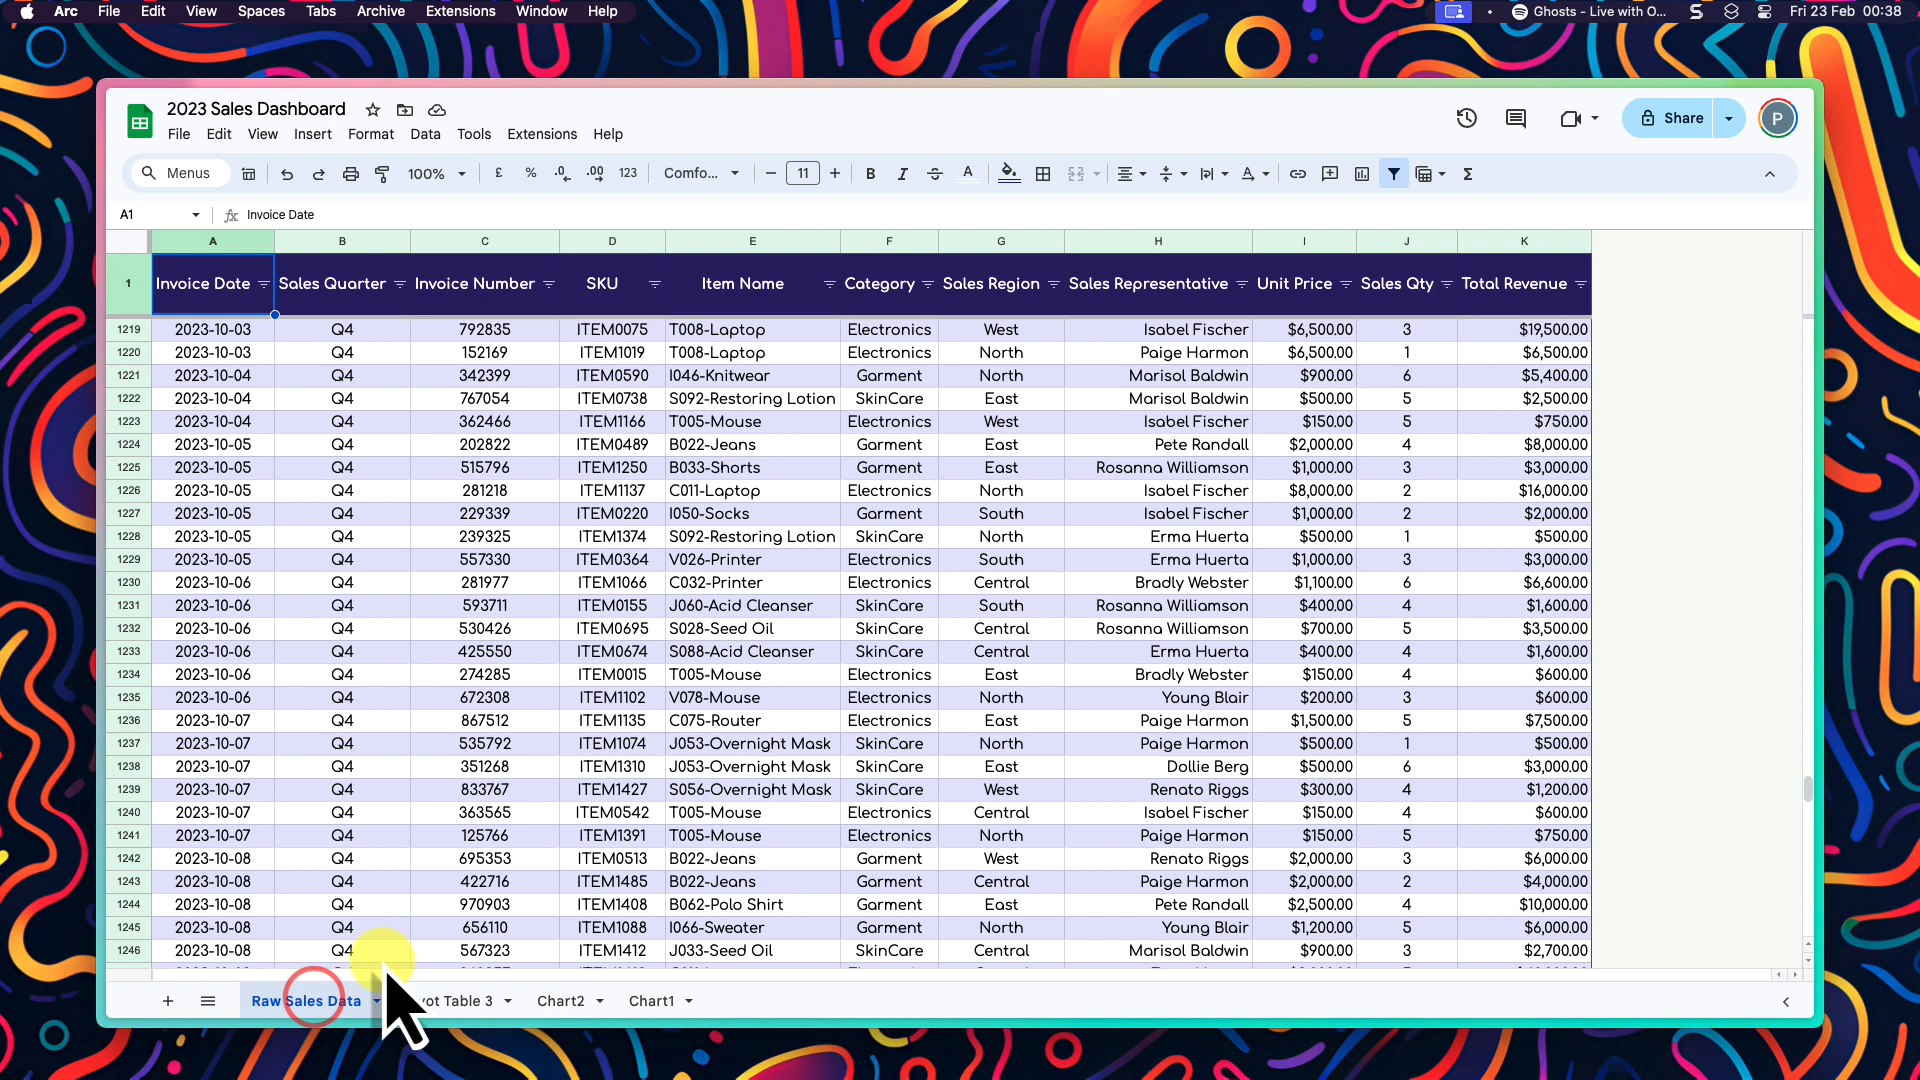 Arc File Edit View Spaces Tabs Archive Extensions Window Help Ghosts - Live with O... Fri 23 Feb 00:38
2023 Sales Dashboard
File Edit View Insert Format Data Tools Extensions Help
Share P
Menus 100% £ % .0 .00 123 Comfo... 11 B I A
A1 fx Invoice Date
A B C D E F G H I J K
1 Invoice Date Sales Quarter Invoice Number SKU Item Name Category Sales Region Sales Representative Unit Price Sales Qty Total Revenue
1219 2023-10-03 Q4 792835 ITEM0075 T008-Laptop Electronics West Isabel Fischer $6,500.00 3 $19,500.00
1220 2023-10-03 Q4 152169 ITEM1019 T008-Laptop Electronics North Paige Harmon $6,500.00 1 $6,500.00
1221 2023-10-04 Q4 342399 ITEM0590 I046-Knitwear Garment North Marisol Baldwin $900.00 6 $5,400.00
1222 2023-10-04 Q4 767054 ITEM0738 S092-Restoring Lotion SkinCare East Marisol Baldwin $500.00 5 $2,500.00
1223 2023-10-04 Q4 362466 ITEM1166 T005-Mouse Electronics West Isabel Fischer $150.00 5 $750.00
1224 2023-10-05 Q4 202822 ITEM0489 B022-Jeans Garment East Pete Randall $2,000.00 4 $8,000.00
1225 2023-10-05 Q4 515796 ITEM1250 B033-Shorts Garment East Rosanna Williamson $1,000.00 3 $3,000.00
1226 2023-10-05 Q4 281218 ITEM1137 C011-Laptop Electronics North Isabel Fischer $8,000.00 2 $16,000.00
1227 2023-10-05 Q4 229339 ITEM0220 I050-Socks Garment South Isabel Fischer $1,000.00 2 $2,000.00
1228 2023-10-05 Q4 239325 ITEM1374 S092-Restoring Lotion SkinCare North Erma Huerta $500.00 1 $500.00
1229 2023-10-05 Q4 557330 ITEM0364 V026-Printer Electronics South Erma Huerta $1,000.00 3 $3,000.00
1230 2023-10-06 Q4 281977 ITEM1066 C032-Printer Electronics Central Bradly Webster $1,100.00 6 $6,600.00
1231 2023-10-06 Q4 593711 ITEM0155 J060-Acid Cleanser SkinCare South Rosanna Williamson $400.00 4 $1,600.00
1232 2023-10-06 Q4 530426 ITEM0695 S028-Seed Oil SkinCare Central Rosanna Williamson $700.00 5 $3,500.00
1233 2023-10-06 Q4 425550 ITEM0674 S088-Acid Cleanser SkinCare Central Erma Huerta $400.00 4 $1,600.00
1234 2023-10-06 Q4 274285 ITEM0015 T005-Mouse Electronics East Bradly Webster $150.00 4 $600.00
1235 2023-10-06 Q4 672308 ITEM1102 V078-Mouse Electronics North Young Blair $200.00 3 $600.00
1236 2023-10-07 Q4 867512 ITEM1135 C075-Router Electronics East Paige Harmon $1,500.00 5 $7,500.00
1237 2023-10-07 Q4 535792 ITEM1074 J053-Overnight Mask SkinCare North Paige Harmon $500.00 1 $500.00
1238 2023-10-07 Q4 351268 ITEM1310 J053-Overnight Mask SkinCare East Dollie Berg $500.00 6 $3,000.00
1239 2023-10-07 Q4 833767 ITEM1427 S056-Overnight Mask SkinCare West Renato Riggs $300.00 4 $1,200.00
1240 2023-10-07 Q4 363565 ITEM0542 T005-Mouse Electronics Central Isabel Fischer $150.00 4 $600.00
1241 2023-10-07 Q4 125766 ITEM1391 T005-Mouse Electronics North Paige Harmon $150.00 5 $750.00
1242 2023-10-08 Q4 695353 ITEM0513 B022-Jeans Garment West Renato Riggs $2,000.00 3 $6,000.00
1243 2023-10-08 Q4 422716 ITEM1485 B022-Jeans Garment Central Paige Harmon $2,000.00 2 $4,000.00
1244 2023-10-08 Q4 970903 ITEM1408 B062-Polo Shirt Garment East Pete Randall $2,500.00 4 $10,000.00
1245 2023-10-08 Q4 656110 ITEM1088 I066-Sweater Garment North Young Blair $1,200.00 5 $6,000.00
1246 2023-10-08 Q4 567323 ITEM1412 J033-Seed Oil SkinCare Central Marisol Baldwin $900.00 3 $2,700.00
Raw Sales Data vot Table 3 Chart2 Chart1